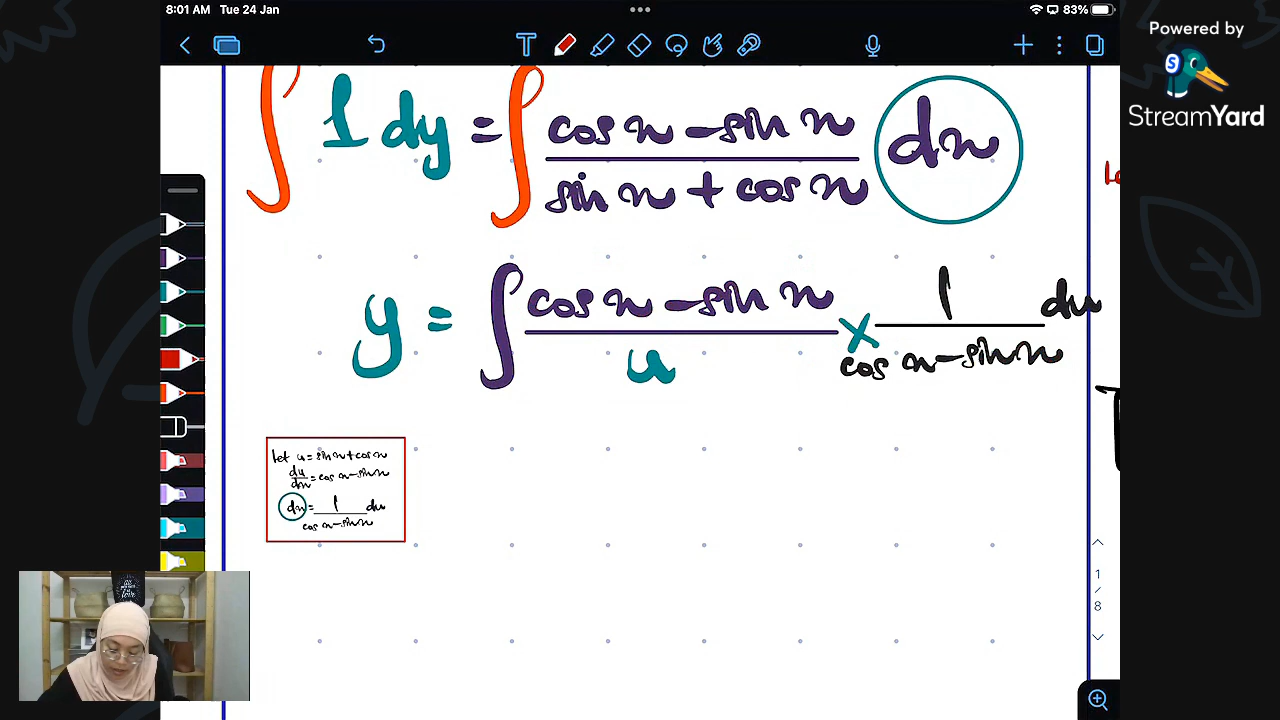 8:01 AM Tue 24 Jan
83%
Powered by
StreamYard
∫ 1 dy = ∫ (cos x - sin x)/(sin x + cos x) dx
y = ∫ (cos x - sin x)/u × 1/(cos x - sin x) du
let u = sin x + cos x
du/dx = cos x - sin x
dx = 1/(cos x - sin x) du
1
/
8